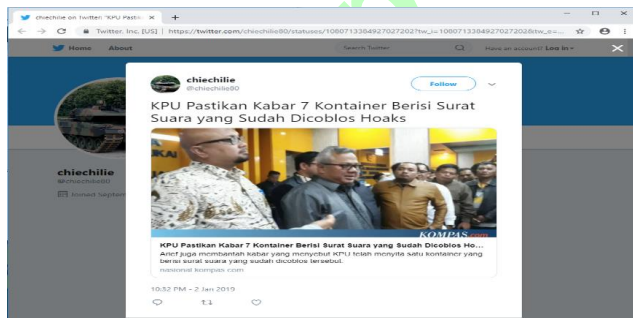 chiechilie on Twitter: "KPU Pastik
Twitter, Inc. [US] | https://twitter.com/chiechilie80/statuses/1080713384927027202?tw_i=1080713384927027202&tw_e=...
Home About Search Twitter Have an account? Log in
chiechilie
@chiechilie80
Follow
KPU Pastikan Kabar 7 Kontainer Berisi Surat
Suara yang Sudah Dicoblos Hoaks
KOMPAS.com
KPU Pastikan Kabar 7 Kontainer Berisi Surat Suara yang Sudah Dicoblos Ho...
Arief juga membantah kabar yang menyebut KPU telah menyita satu kontainer yang
berisi surat suara yang sudah dicoblos tersebut.
nasional.kompas.com
10:32 PM - 2 Jan 2019
chiechilie
@chiechilie80
Joined Septem